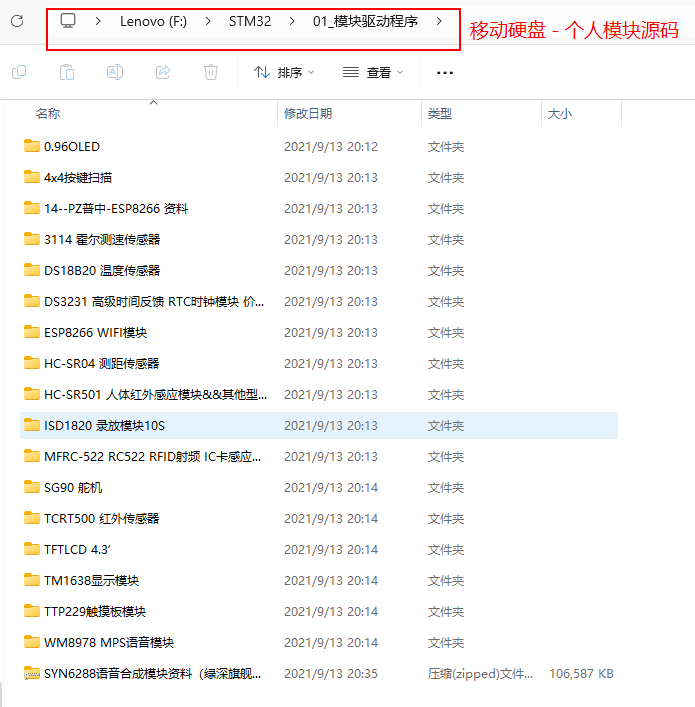 Lenovo (F:) STM32 01_模块驱动程序 移动硬盘 - 个人模块源码
排序 查看
名称 修改日期 类型 大小
0.96OLED 2021/9/13 20:12 文件夹
4x4按键扫描 2021/9/13 20:13 文件夹
14--PZ普中-ESP8266 资料 2021/9/13 20:13 文件夹
3114 霍尔测速传感器 2021/9/13 20:13 文件夹
DS18B20 温度传感器 2021/9/13 20:13 文件夹
DS3231 高级时间反馈 RTC时钟模块 价... 2021/9/13 20:13 文件夹
ESP8266 WIFI模块 2021/9/13 20:13 文件夹
HC-SR04 测距传感器 2021/9/13 20:13 文件夹
HC-SR501 人体红外感应模块&&其他型... 2021/9/13 20:13 文件夹
ISD1820 录放模块10S 2021/9/13 20:13 文件夹
MFRC-522 RC522 RFID射频 IC卡感应... 2021/9/13 20:13 文件夹
SG90 舵机 2021/9/13 20:14 文件夹
TCRT500 红外传感器 2021/9/13 20:14 文件夹
TFTLCD 4.3' 2021/9/13 20:14 文件夹
TM1638显示模块 2021/9/13 20:14 文件夹
TTP229触摸板模块 2021/9/13 20:14 文件夹
WM8978 MPS语音模块 2021/9/13 20:14 文件夹
SYN6288语音合成模块资料（绿深旗舰... 2021/9/13 20:35 压缩(zipped)文件... 106,587 KB